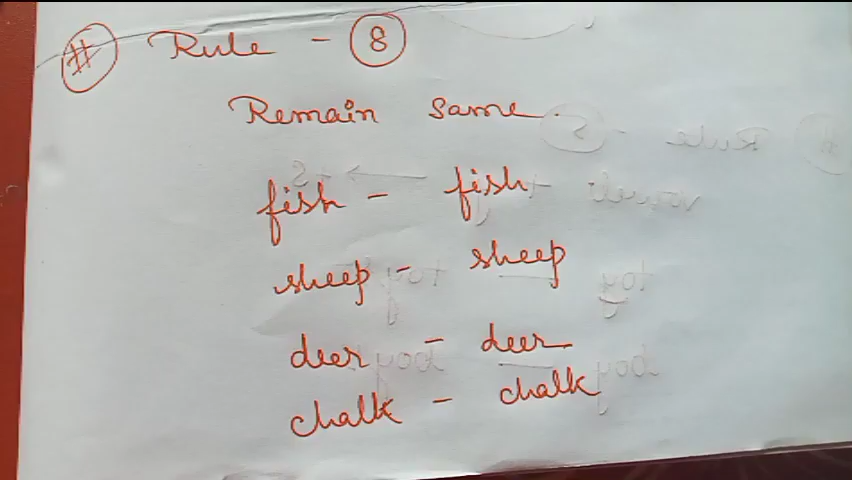 # Rule - 8
Remain same.
fish - fish
sheep - sheep
deer - deer
chalk - chalk